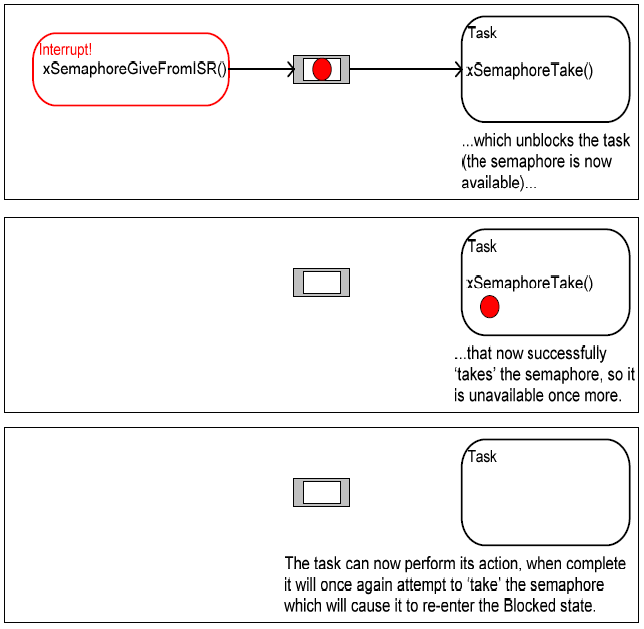 Interrupt!
xSemaphoreGiveFromISR()
Task
xSemaphoreTake()
...which unblocks the task
(the semaphore is now
available)...
Task
xSemaphoreTake()
...that now successfully
‘takes’ the semaphore, so it
is unavailable once more.
Task
The task can now perform its action, when complete
it will once again attempt to ‘take’ the semaphore
which will cause it to re-enter the Blocked state.